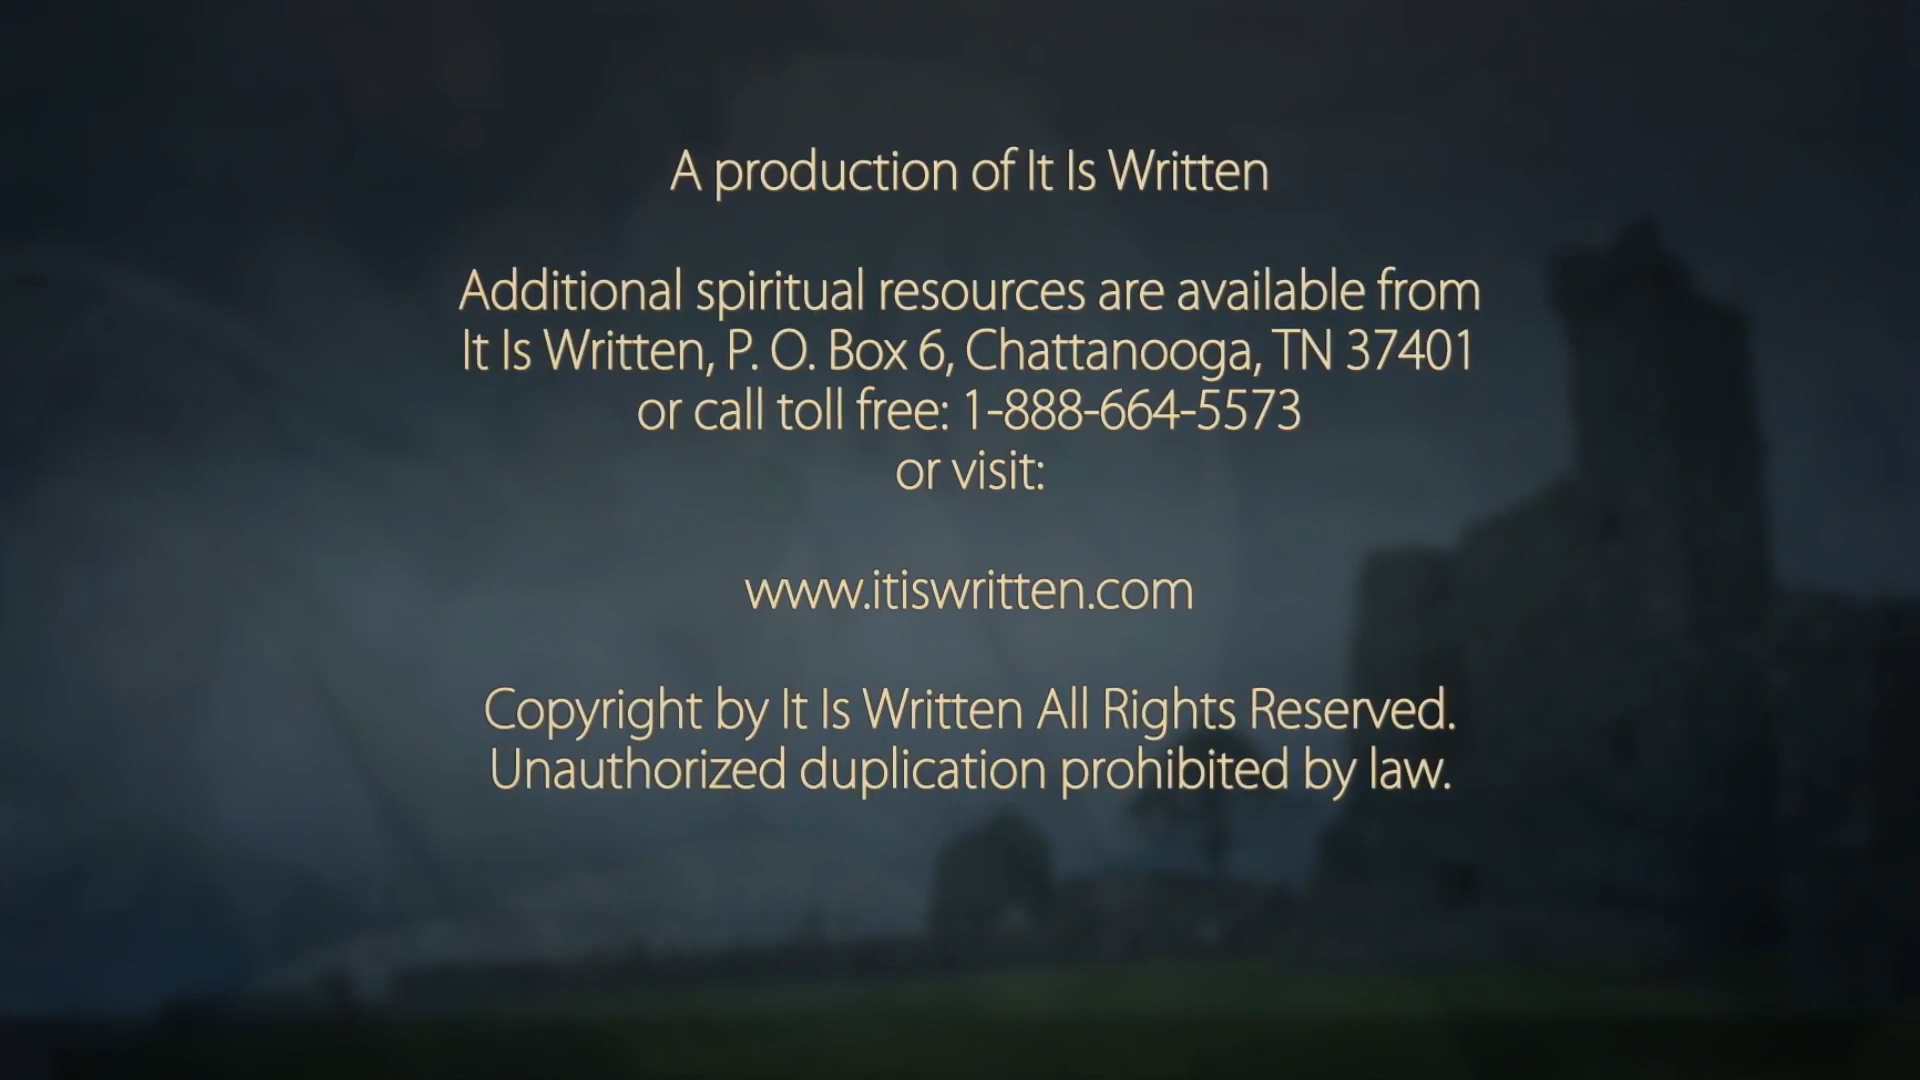 A production of It Is Written
Additional spiritual resources are available from
It Is Written, P. O. Box 6, Chattanooga, TN 37401
or call toll free: 1-888-664-5573
or visit:
www.itiswritten.com
Copyright by It Is Written All Rights Reserved.
Unauthorized duplication prohibited by law.